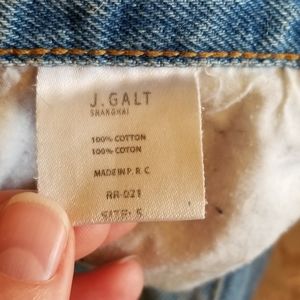 J.GALT
SHANGHAI
100% COTTON
100% COTON
MADE IN P. R. C.
RR-021
SIZE: S